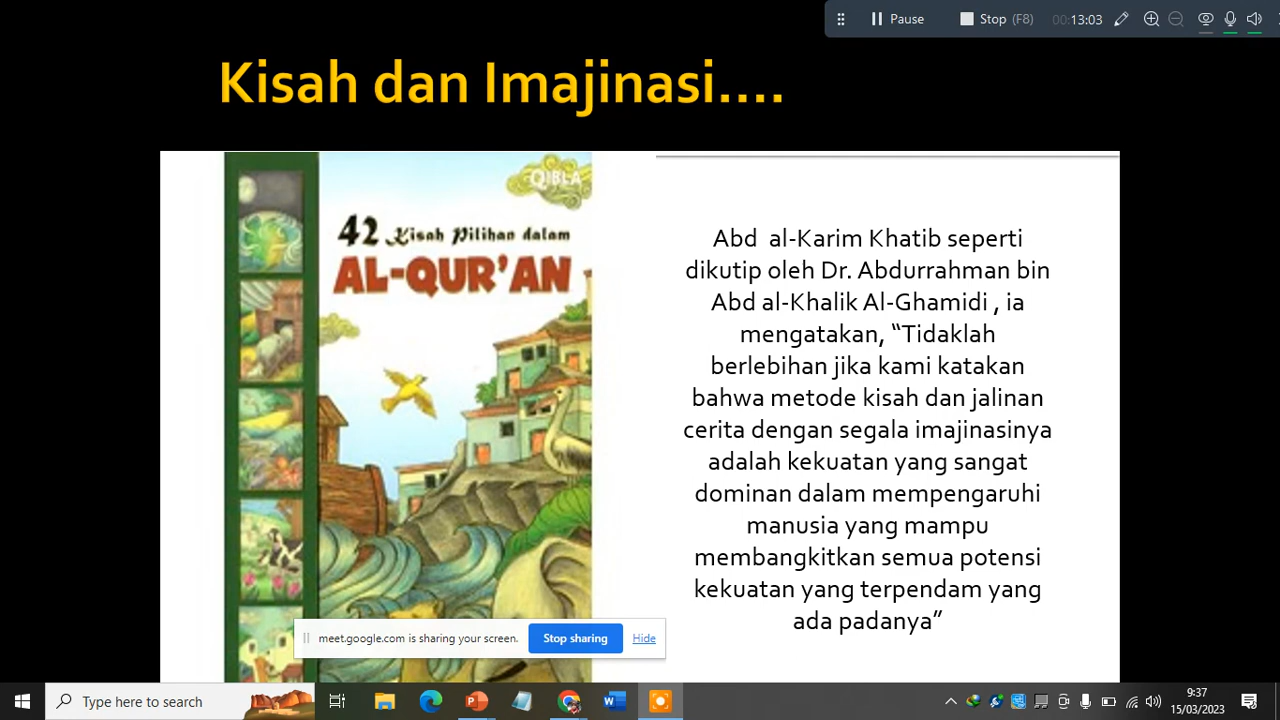 Pause
Stop (F8)
00:13:03
Kisah dan Imajinasi....
QIBLA
42 Kisah Pilihan dalam
AL-QUR'AN
Abd al-Karim Khatib seperti
dikutip oleh Dr. Abdurrahman bin
Abd al-Khalik Al-Ghamidi , ia
mengatakan, “Tidaklah
berlebihan jika kami katakan
bahwa metode kisah dan jalinan
cerita dengan segala imajinasinya
adalah kekuatan yang sangat
dominan dalam mempengaruhi
manusia yang mampu
membangkitkan semua potensi
kekuatan yang terpendam yang
ada padanya”
meet.google.com is sharing your screen.
Stop sharing
Hide
Type here to search
9:37
15/03/2023